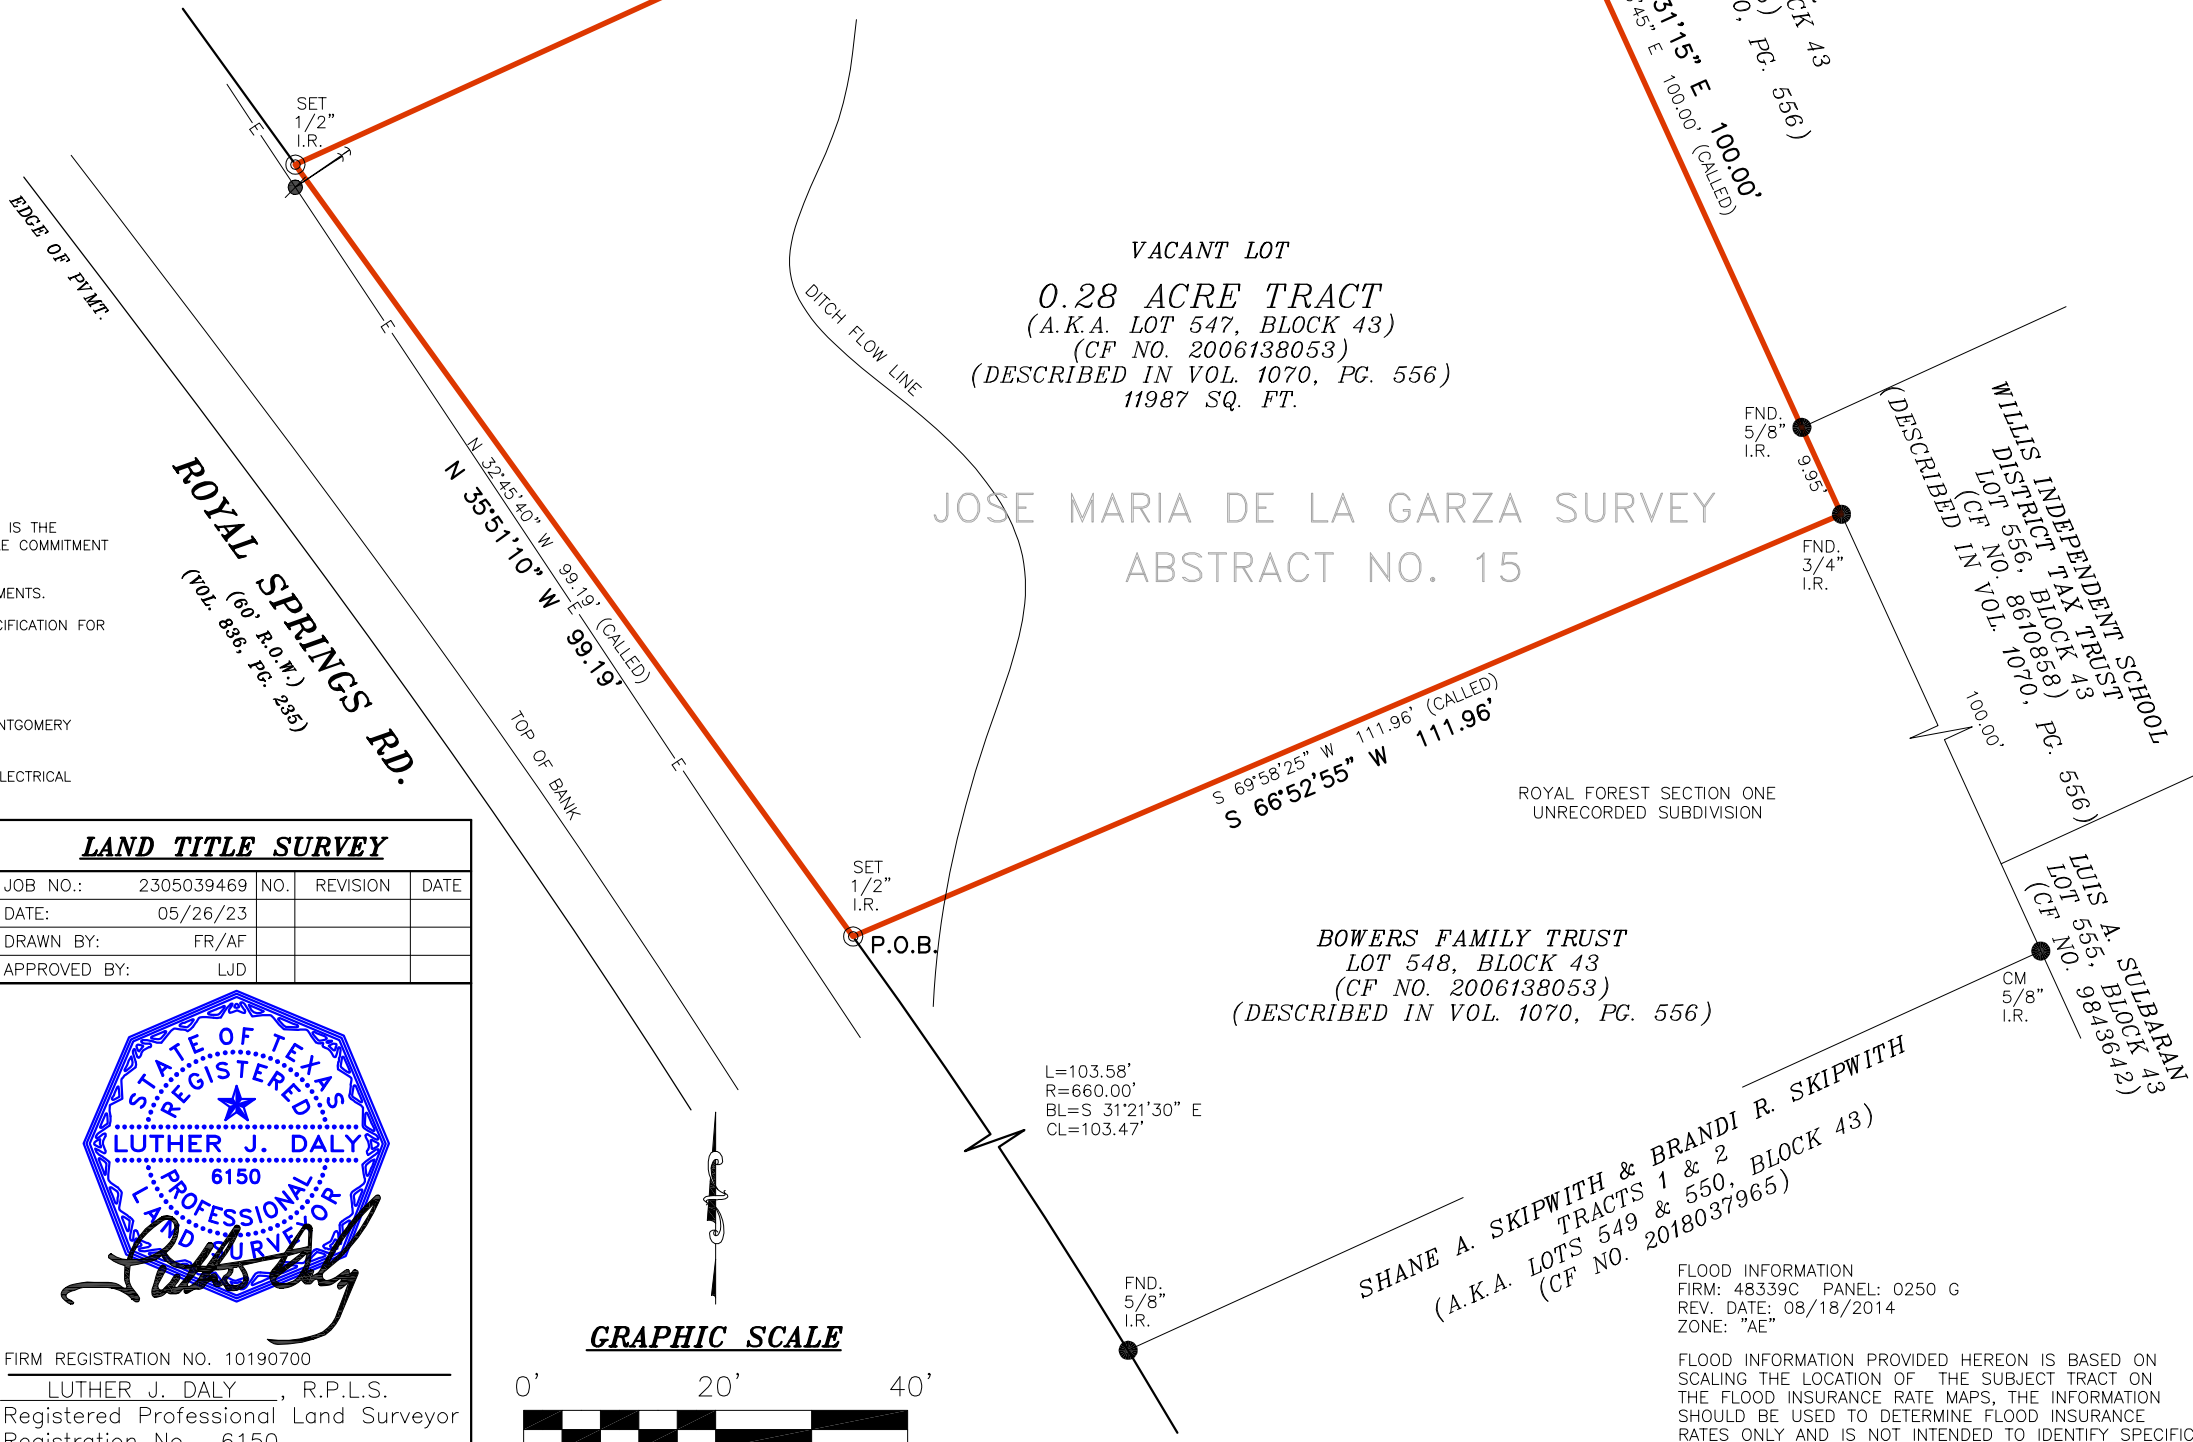 SET
1/2"
I.R.
E
EDGE OF PVMT.
E
DITCH FLOW LINE
VACANT LOT
0.28 ACRE TRACT
(A.K.A. LOT 547, BLOCK 43)
(CF NO. 2006138053)
(DESCRIBED IN VOL. 1070, PG. 556)
11987 SQ. FT.
CK 43
0, PG. 556)
31'15" E 100.00'
45" E 100.00' (CALLED)
FND.
5/8"
I.R.
9.95'
FND.
3/4"
I.R.
JOSE MARIA DE LA GARZA SURVEY
ABSTRACT NO. 15
WILLIS INDEPENDENT SCHOOL
DISTRICT TAX TRUST
LOT 556, BLOCK 43
(CF NO. 8610858)
(DESCRIBED IN VOL. 1070, PG. 556)
100.00'
N 32°45'40" W 99.19' (CALLED)
N 35°51'10" W 99.19'
E
E
ROYAL SPRINGS RD.
(60' R.O.W.)
(VOL. 836, PG. 235)
TOP OF BANK
IS THE
E COMMITMENT
MENTS.
CIFICATION FOR
NTGOMERY
LECTRICAL
S 69°58'25" W 111.96' (CALLED)
S 66°52'55" W 111.96'
ROYAL FOREST SECTION ONE
UNRECORDED SUBDIVISION
SET
1/2"
I.R.
P.O.B.
BOWERS FAMILY TRUST
LOT 548, BLOCK 43
(CF NO. 2006138053)
(DESCRIBED IN VOL. 1070, PG. 556)
LUIS A. SULBARAN
LOT 555, BLOCK 43
(CF NO. 9843642)
CM
5/8"
I.R.
L=103.58'
R=660.00'
BL=S 31°21'30" E
CL=103.47'
SHANE A. SKIPWITH & BRANDI R. SKIPWITH
TRACTS 1 & 2
(A.K.A. LOTS 549 & 550, BLOCK 43)
(CF NO. 2018037965)
FND.
5/8"
I.R.
LAND TITLE SURVEY
JOB NO.: 2305039469 NO. REVISION DATE
DATE: 05/26/23
DRAWN BY: FR/AF
APPROVED BY: LJD
STATE OF TEXAS
REGISTERED
LUTHER J. DALY
6150
PROFESSIONAL
LAND SURVEYOR
FIRM REGISTRATION NO. 10190700
LUTHER J. DALY, R.P.L.S.
Registered Professional Land Surveyor
Registration No. 6150
GRAPHIC SCALE
0' 20' 40'
FLOOD INFORMATION
FIRM: 48339C PANEL: 0250 G
REV. DATE: 08/18/2014
ZONE: "AE"
FLOOD INFORMATION PROVIDED HEREON IS BASED ON
SCALING THE LOCATION OF THE SUBJECT TRACT ON
THE FLOOD INSURANCE RATE MAPS, THE INFORMATION
SHOULD BE USED TO DETERMINE FLOOD INSURANCE
RATES ONLY AND IS NOT INTENDED TO IDENTIFY SPECIFIC